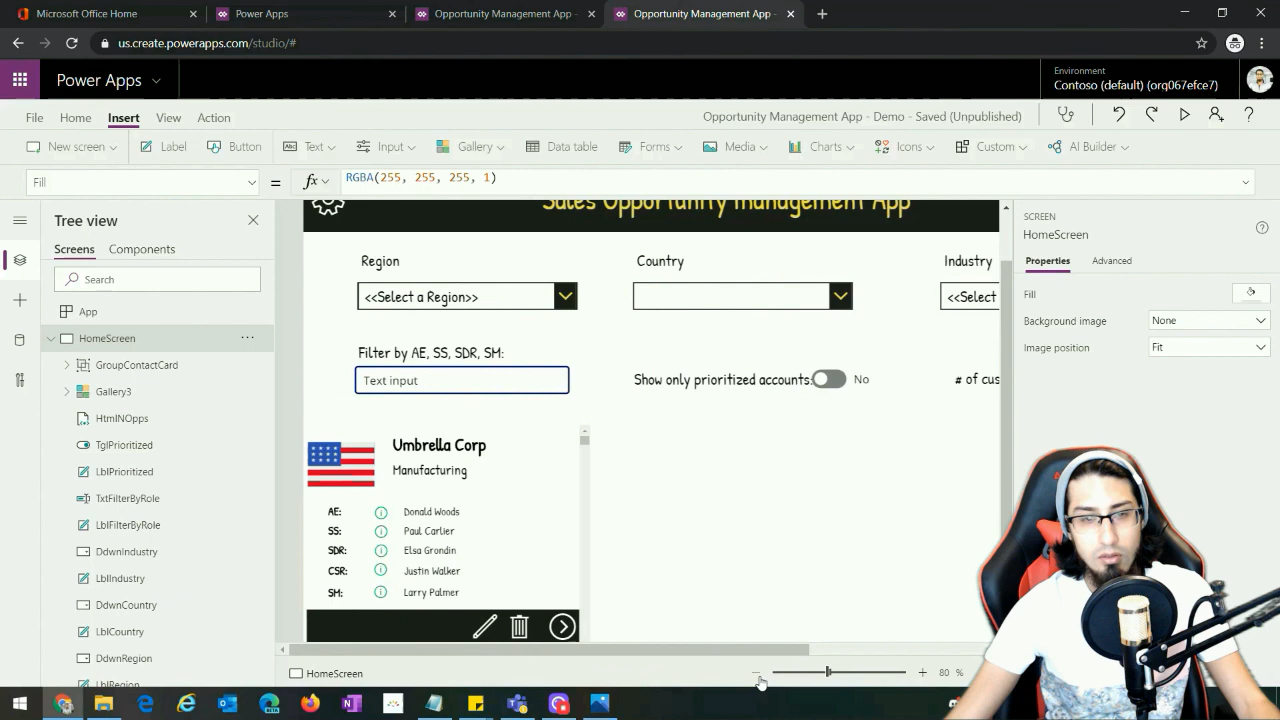 Microsoft Office Home
Power Apps
Opportunity Management App -
Opportunity Management App -
us.create.powerapps.com/studio/#
Power Apps
Environment
Contoso (default) (org067efce7)
File
Home
Insert
View
Action
Opportunity Management App - Demo - Saved (Unpublished)
New screen
Label
Button
Text
Input
Gallery
Data table
Forms
Media
Charts
Icons
Custom
AI Builder
Fill
=
fx
RGBA(255, 255, 255, 1)
Tree view
Screens
Components
Search
App
HomeScreen
GroupContactCard
Gallery3
HtmlNOpps
TglPrioritized
LblPrioritized
TxtFilterByRole
LblFilterByRole
DdwnIndustry
LblIndustry
DdwnCountry
LblCountry
DdwnRegion
LblRegion
Sales Opportunity Management App
Region
Country
Industry
<<Select a Region>>
<<Select
Filter by AE, SS, SDR, SM:
Text input
Show only prioritized accounts:
No
# of cus
Umbrella Corp
Manufacturing
AE:
Donald Woods
SS:
Paul Carlier
SDR:
Elsa Grondin
CSR:
Justin Walker
SM:
Larry Palmer
HomeScreen
80 %
SCREEN
HomeScreen
Properties
Advanced
Fill
Background image
None
Image position
Fit